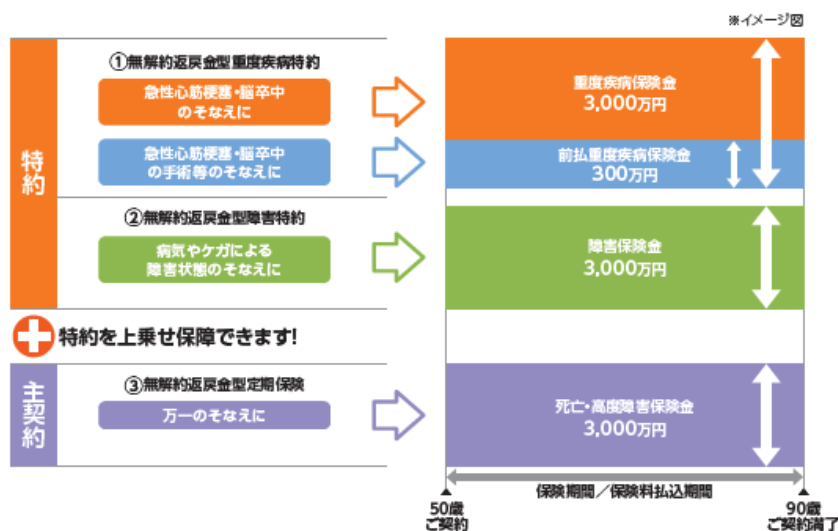 ※イメージ図
特約
①無解約返戻金型重度疾病特約
急性心筋梗塞・脳卒中
のそなえに
重度疾病保険金
3,000万円
急性心筋梗塞・脳卒中
の手術等のそなえに
前払重度疾病保険金
300万円
②無解約返戻金型障害特約
病気やケガによる
障害状態のそなえに
障害保険金
3,000万円
特約を上乗せ保障できます!
主契約
③無解約返戻金型定期保険
万一のそなえに
死亡・高度障害保険金
3,000万円
保険期間/保険料払込期間
50歳
ご契約
90歳
ご契約満了